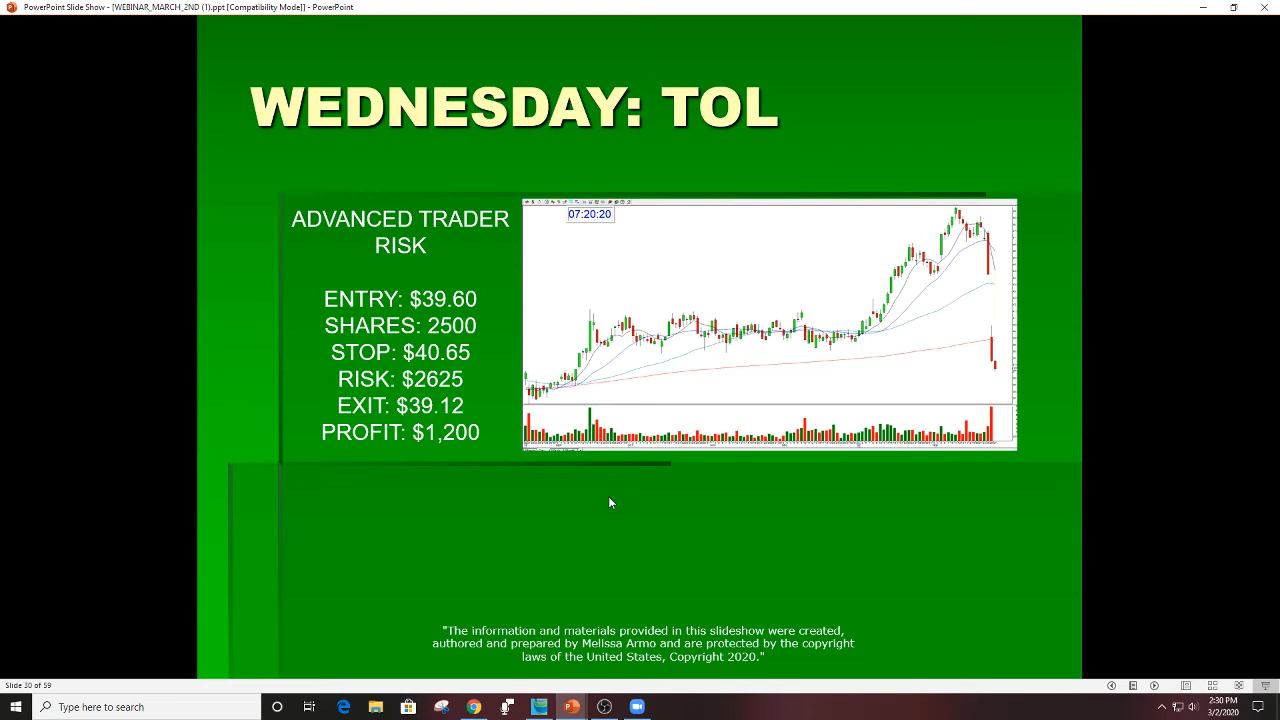 PowerPoint Slide Show - [WEBINAR_MARCH_2ND (1).ppt [Compatibility Mode]] - PowerPoint
WEDNESDAY: TOL
ADVANCED TRADER
RISK
ENTRY: $39.60
SHARES: 2500
STOP: $40.65
RISK: $2625
EXIT: $39.12
PROFIT: $1,200
07:20:20
"The information and materials provided in this slideshow were created,
authored and prepared by Melissa Armo and are protected by the copyright
laws of the United States, Copyright 2020."
Slide 30 of 59
Type here to search
2:30 PM
3/2/2020